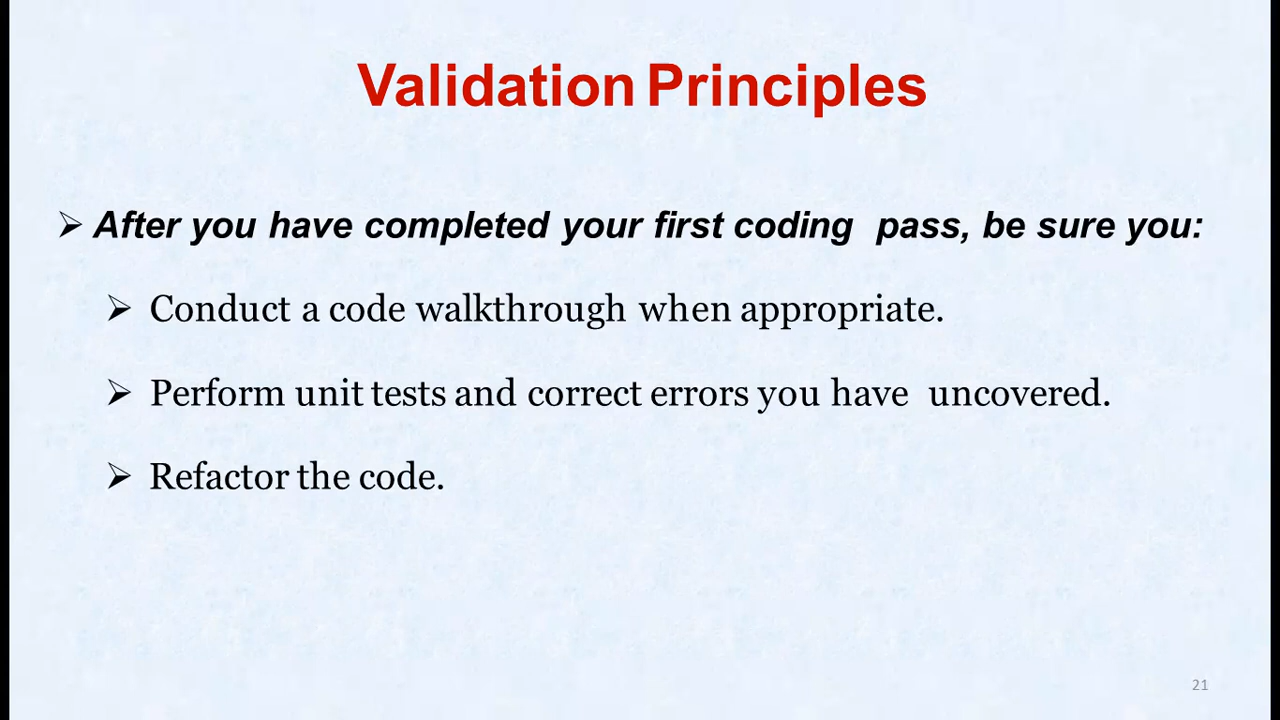 Validation Principles
➢ After you have completed your first coding pass, be sure you:
➢ Conduct a code walkthrough when appropriate.
➢ Perform unit tests and correct errors you have uncovered.
➢ Refactor the code.
21